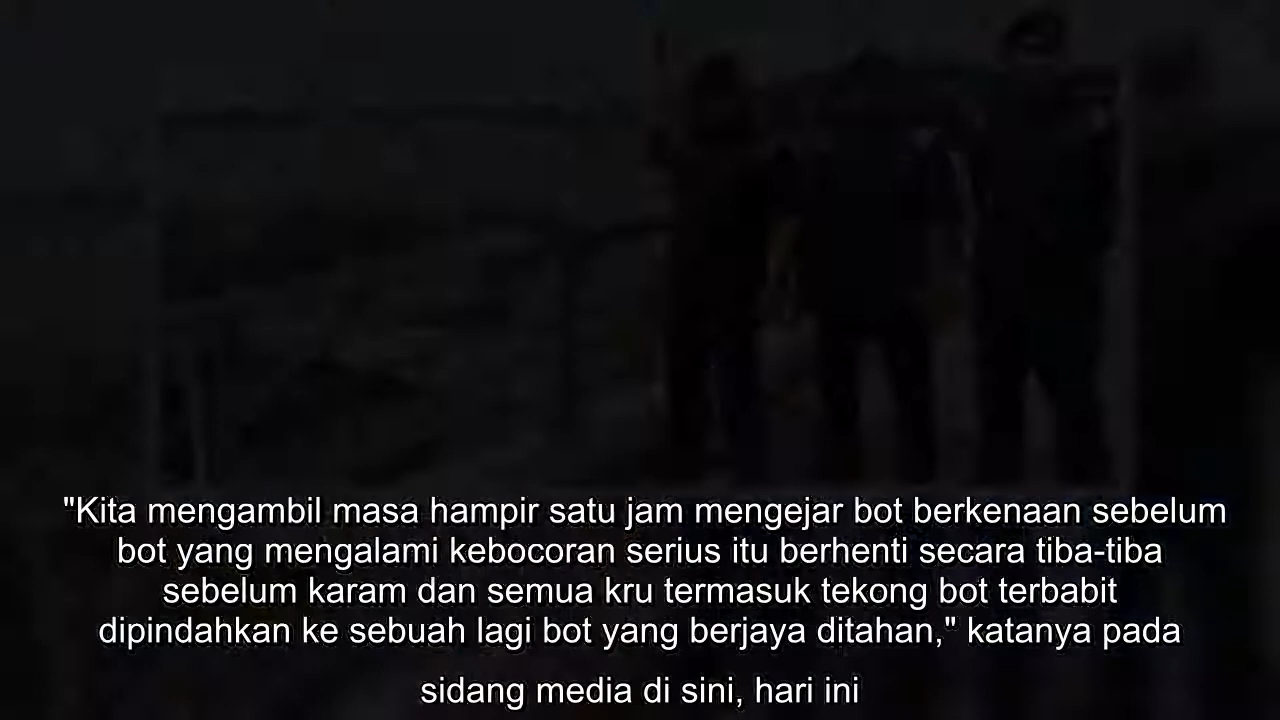 "Kita mengambil masa hampir satu jam mengejar bot berkenaan sebelum
bot yang mengalami kebocoran serius itu berhenti secara tiba-tiba
sebelum karam dan semua kru termasuk tekong bot terbabit
dipindahkan ke sebuah lagi bot yang berjaya ditahan," katanya pada
sidang media di sini, hari ini